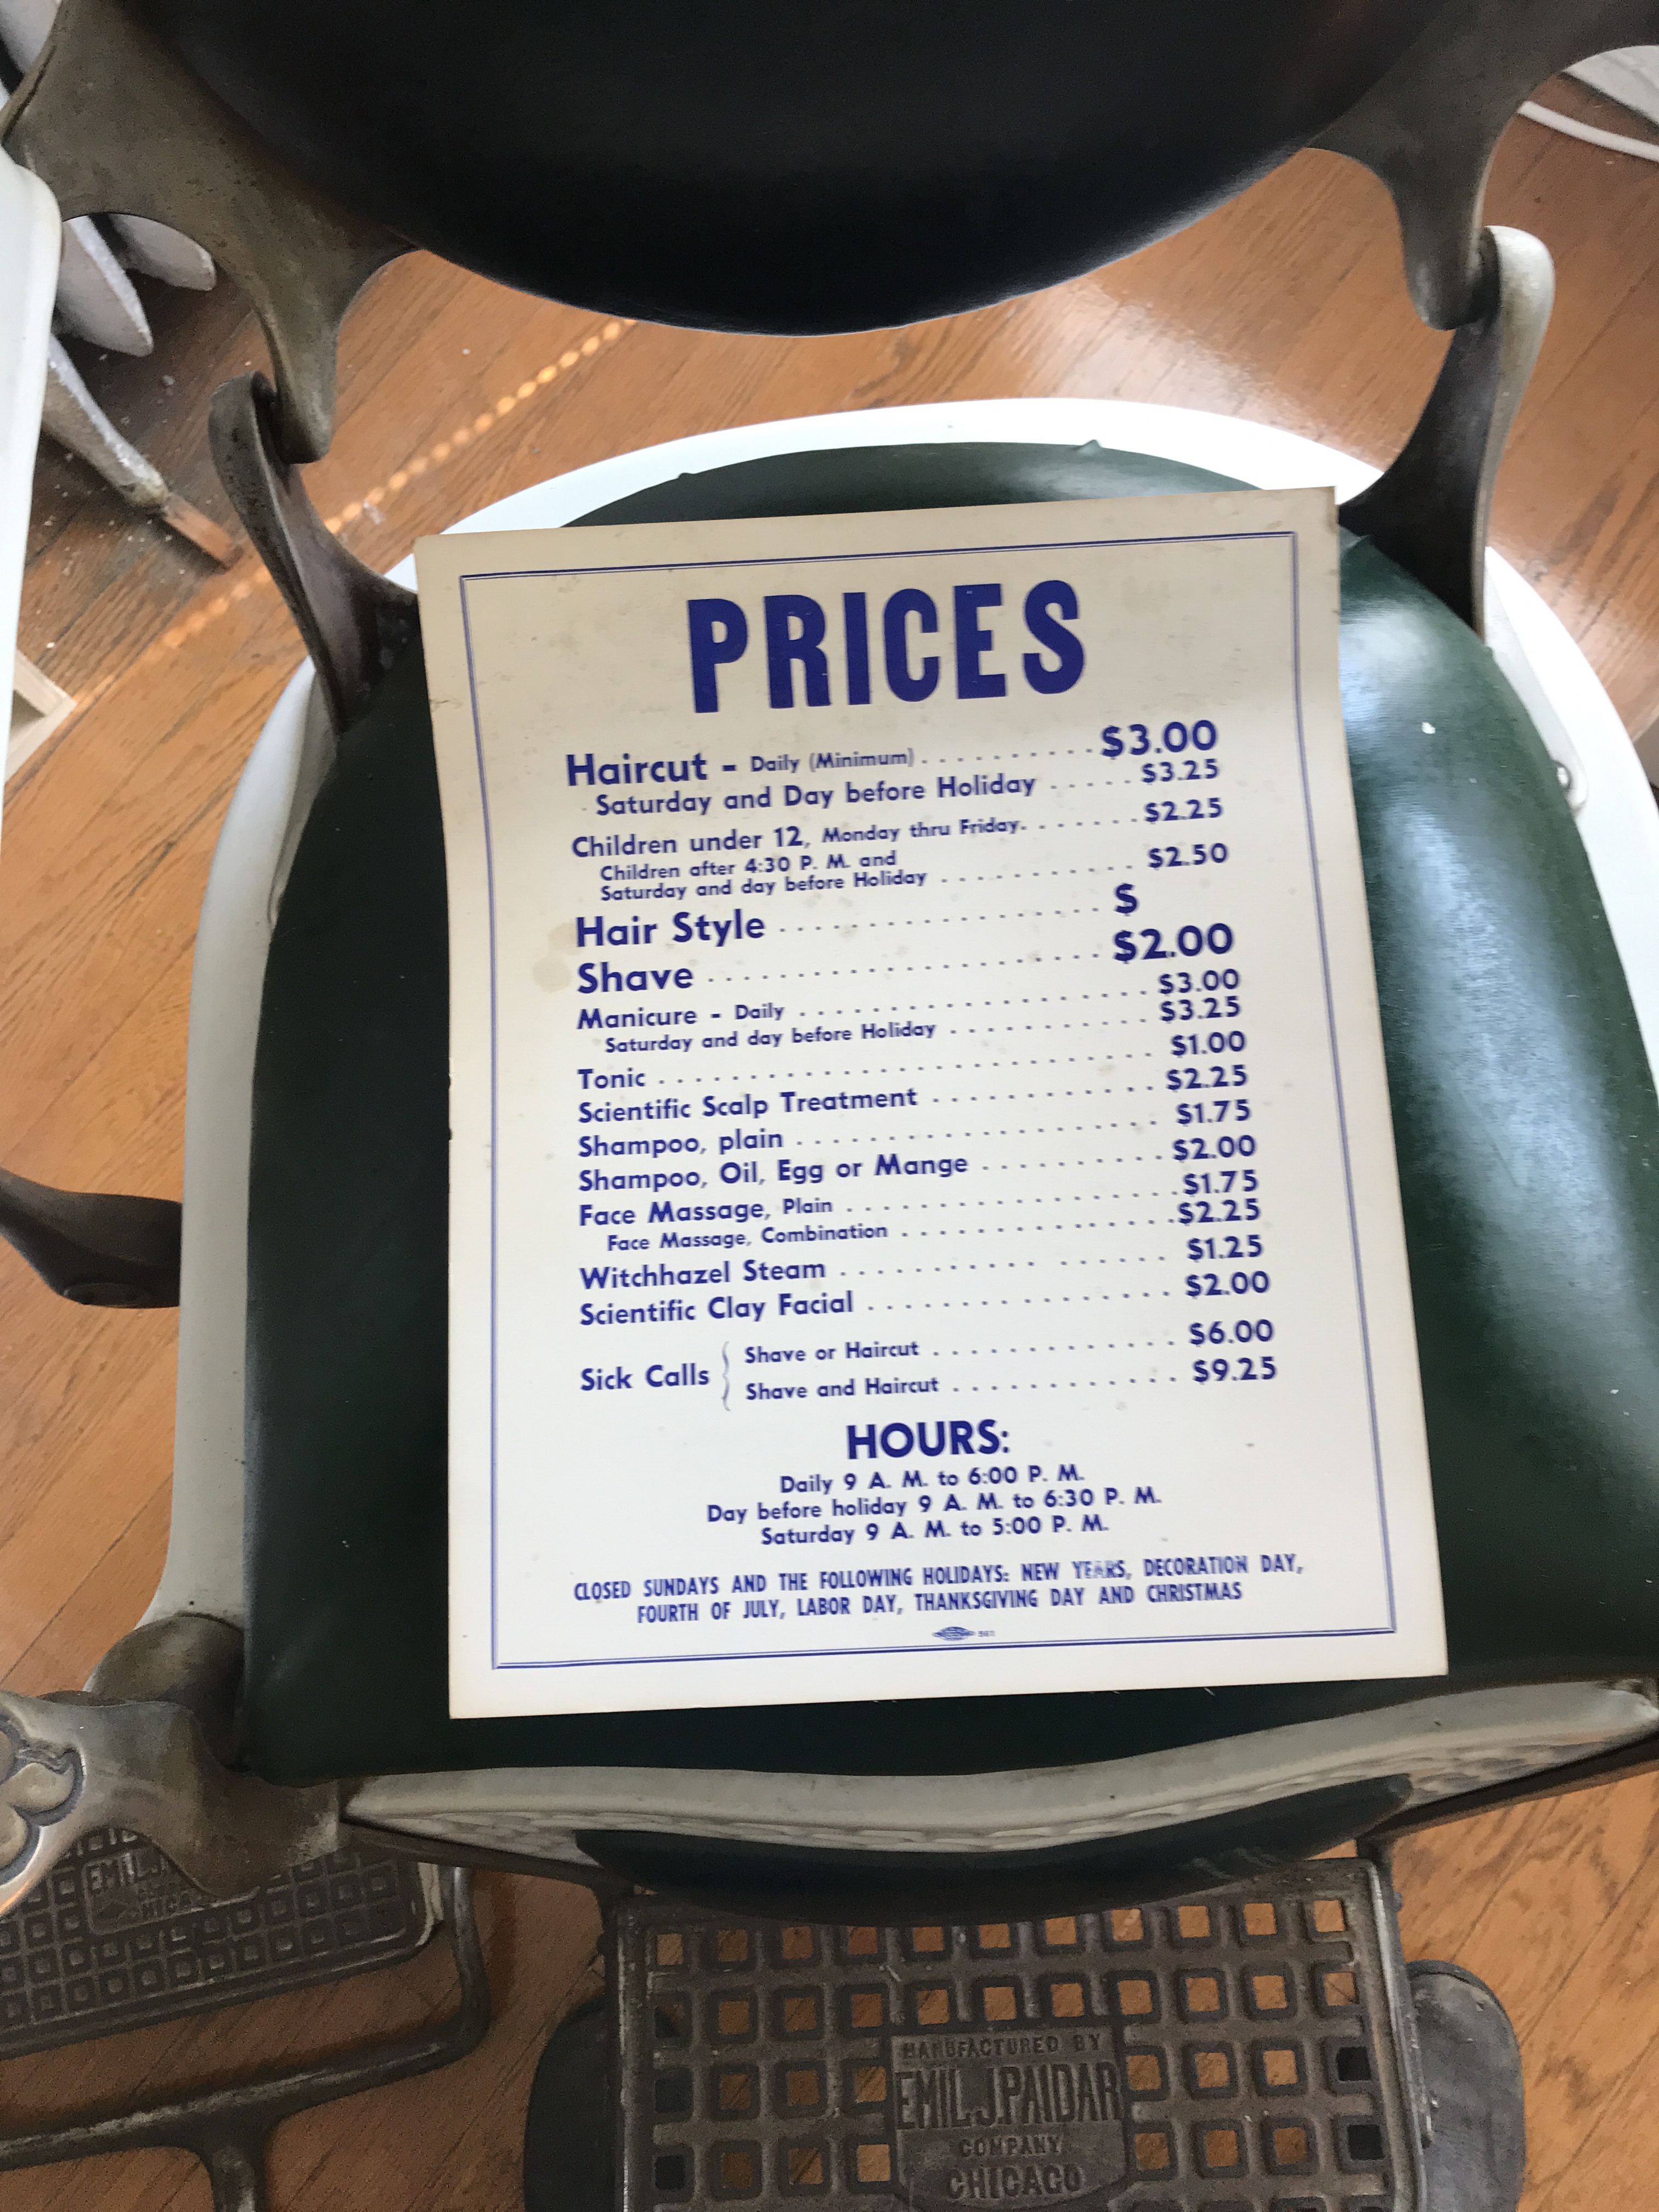 PRICES
Haircut - Daily (Minimum) . . . . . . . . . . $3.00
Saturday and Day before Holiday . . . . . $3.25
Children under 12, Monday thru Friday. . . . . . . $2.25
Children after 4:30 P. M. and
Saturday and day before Holiday . . . . . . . . . . . $2.50
Hair Style . . . . . . . . . . . . . . . . . . $
Shave . . . . . . . . . . . . . . . . . . . . . . $2.00
Manicure - Daily . . . . . . . . . . . . . . . . . . $3.00
Saturday and day before Holiday . . . . . . . . . . . $3.25
Tonic . . . . . . . . . . . . . . . . . . . . . . . . . . $1.00
Scientific Scalp Treatment . . . . . . . . . . . . $2.25
Shampoo, plain . . . . . . . . . . . . . . . . . . . $1.75
Shampoo, Oil, Egg or Mange . . . . . . . . . . $2.00
Face Massage, Plain . . . . . . . . . . . . . . . . . . $1.75
Face Massage, Combination . . . . . . . . . . . . . . . $2.25
Witchhazel Steam . . . . . . . . . . . . . . . . $1.25
Scientific Clay Facial . . . . . . . . . . . . . . . . $2.00
Sick Calls { Shave or Haircut . . . . . . . . . . . . . $6.00
Shave and Haircut . . . . . . . . . . . . $9.25
HOURS:
Daily 9 A. M. to 6:00 P. M.
Day before holiday 9 A. M. to 6:30 P. M.
Saturday 9 A. M. to 5:00 P. M.
CLOSED SUNDAYS AND THE FOLLOWING HOLIDAYS: NEW YEARS, DECORATION DAY,
FOURTH OF JULY, LABOR DAY, THANKSGIVING DAY AND CHRISTMAS
EMIL J.
MANUFACTURED BY
EMIL J. PAIDAR
COMPANY
CHICAGO